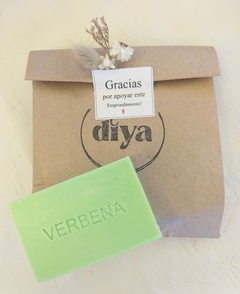 Gracias
por apoyar este
Emprendimiento!
diya
VERBENA